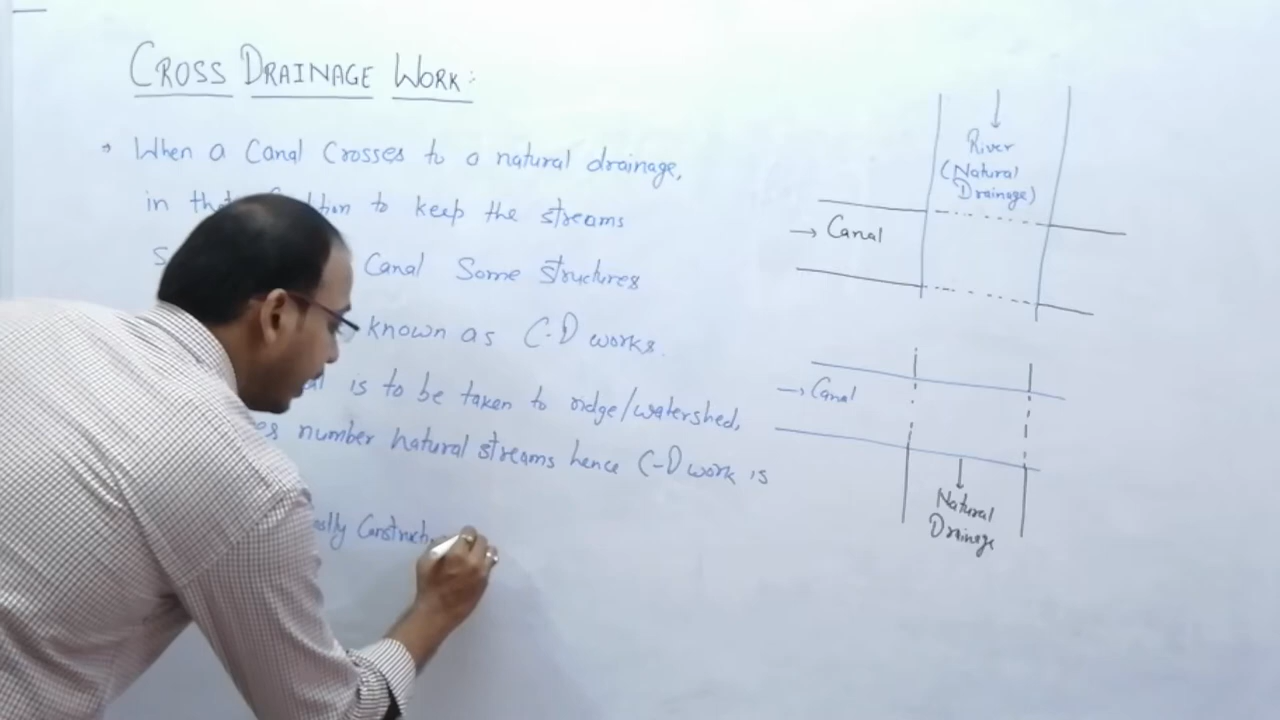 CROSS DRAINAGE WORK:
When a Canal Crosses to a natural drainage,
in to keep the streams
Canal Some structures
known as C-D works.
is to be taken to ridge/watershed,
number natural streams hence C-D work is
River
(Natural
Drainage)
→ Canal
→ Canal
Natural
Drainage